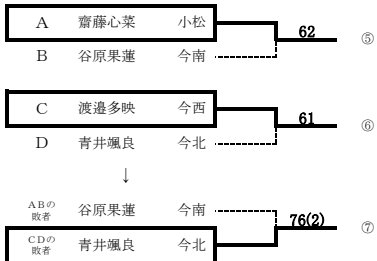 A 齋藤心菜 小松 62 ⑤
B 谷原果蓮 今南
C 渡邉多映 今西 61 ⑥
D 青井颯良 今北
↓
ABの敗者 谷原果蓮 今南 76(2) ⑦
CDの敗者 青井颯良 今北